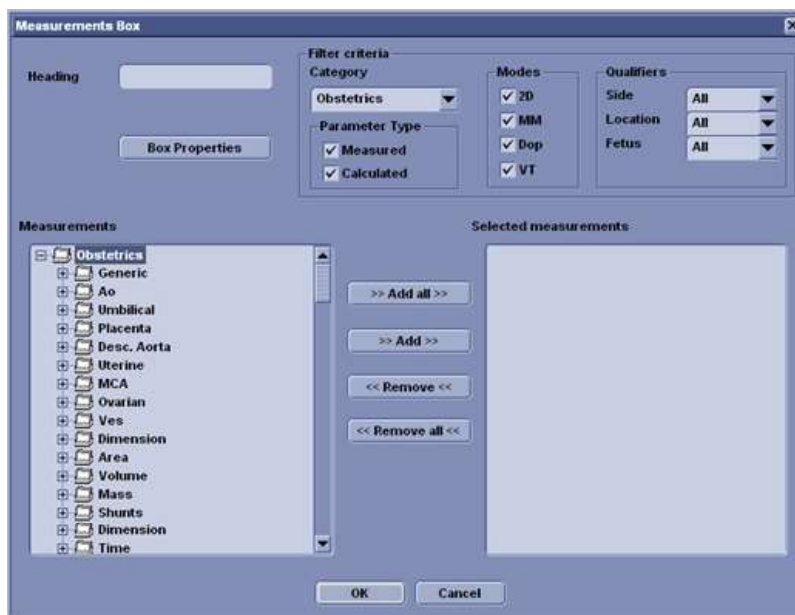 Measurements Box
Heading
Box Properties
Filter criteria
Category
Obstetrics
Parameter Type
Measured
Calculated
Modes
2D
MM
Dop
VT
Qualifiers
Side All
Location All
Fetus All
Measurements
Obstetrics
Generic
Ao
Umbilical
Placenta
Desc. Aorta
Uterine
MCA
Ovarian
Ves
Dimension
Area
Volume
Mass
Shunts
Dimension
Time
>> Add all >>
>> Add >>
<< Remove <<
<< Remove all <<
Selected measurements
OK
Cancel